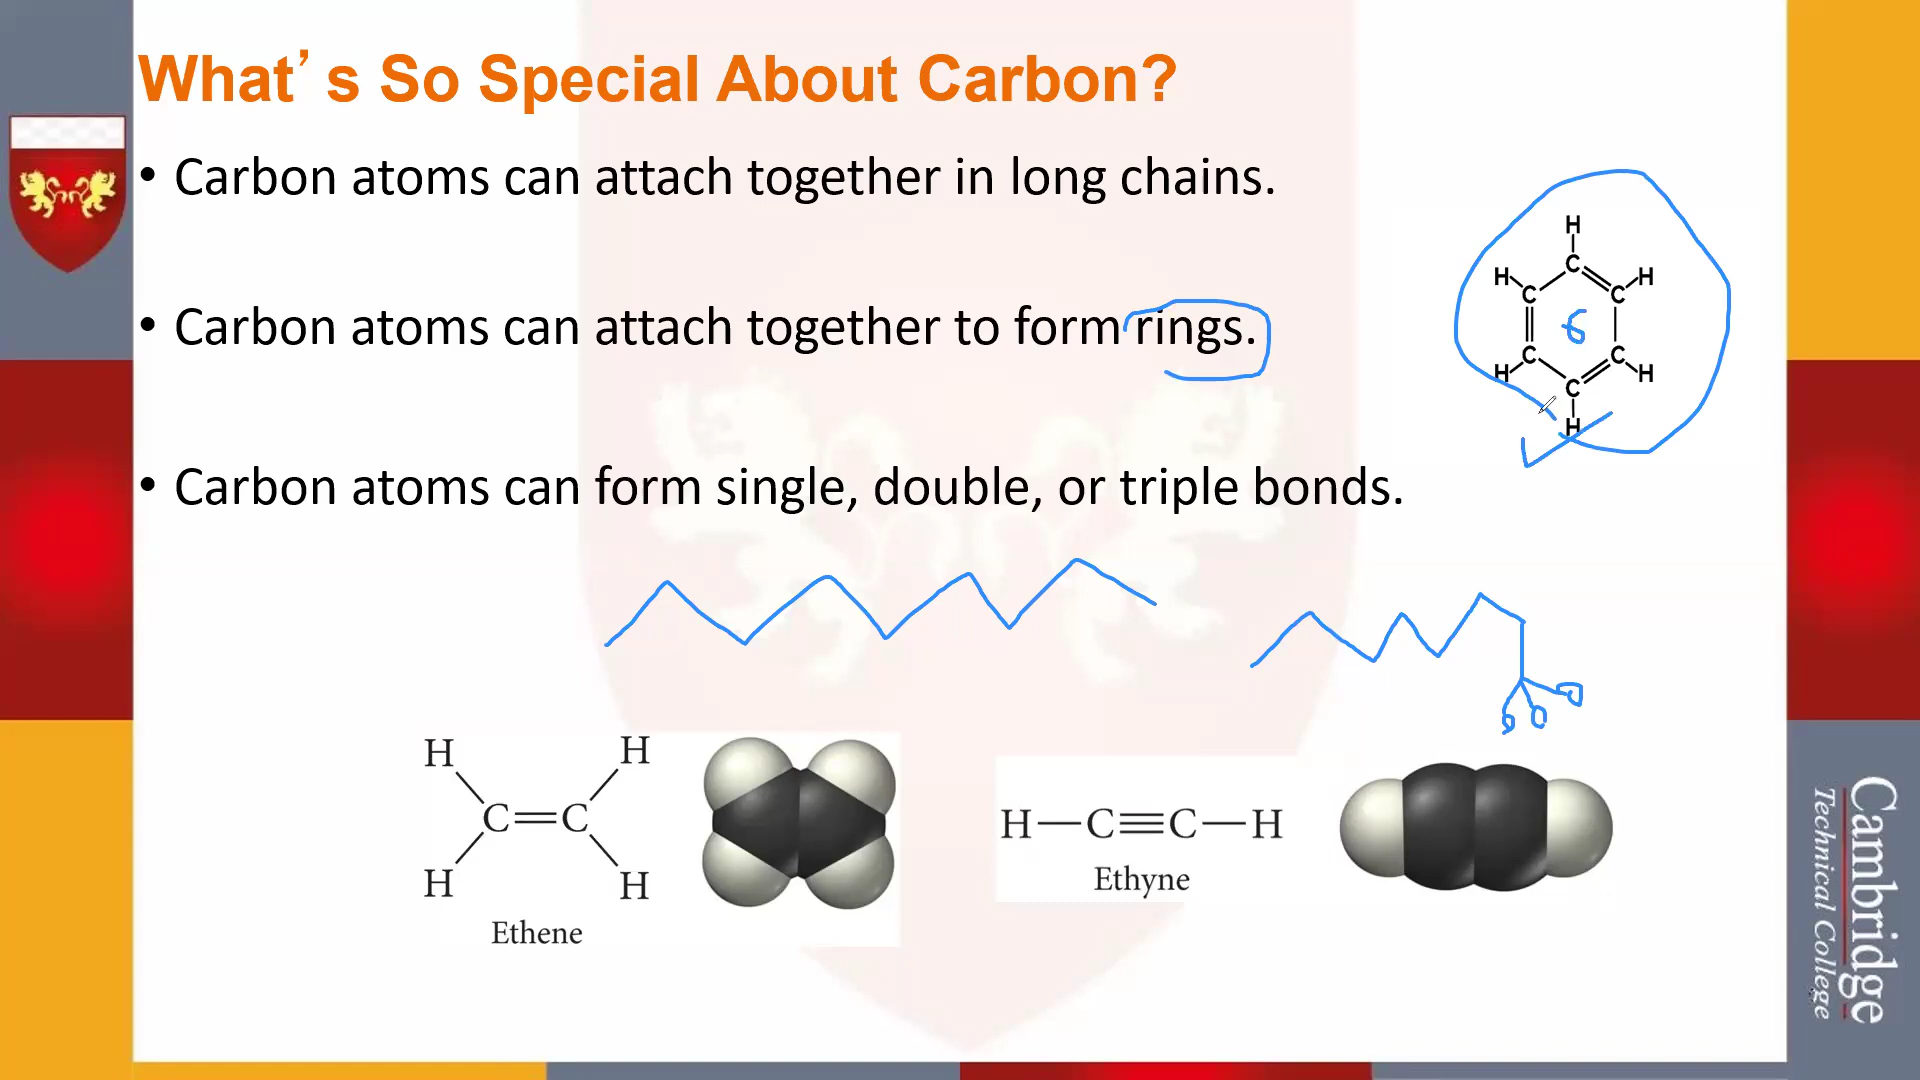 What's So Special About Carbon?
• Carbon atoms can attach together in long chains.
• Carbon atoms can attach together to form rings.
• Carbon atoms can form single, double, or triple bonds.
H
C
H
H
C
C
6
C
C
H
H
C
H
H
H
C=C
H
H
Ethene
H—C≡C—H
Ethyne
Cambridge
Technical College